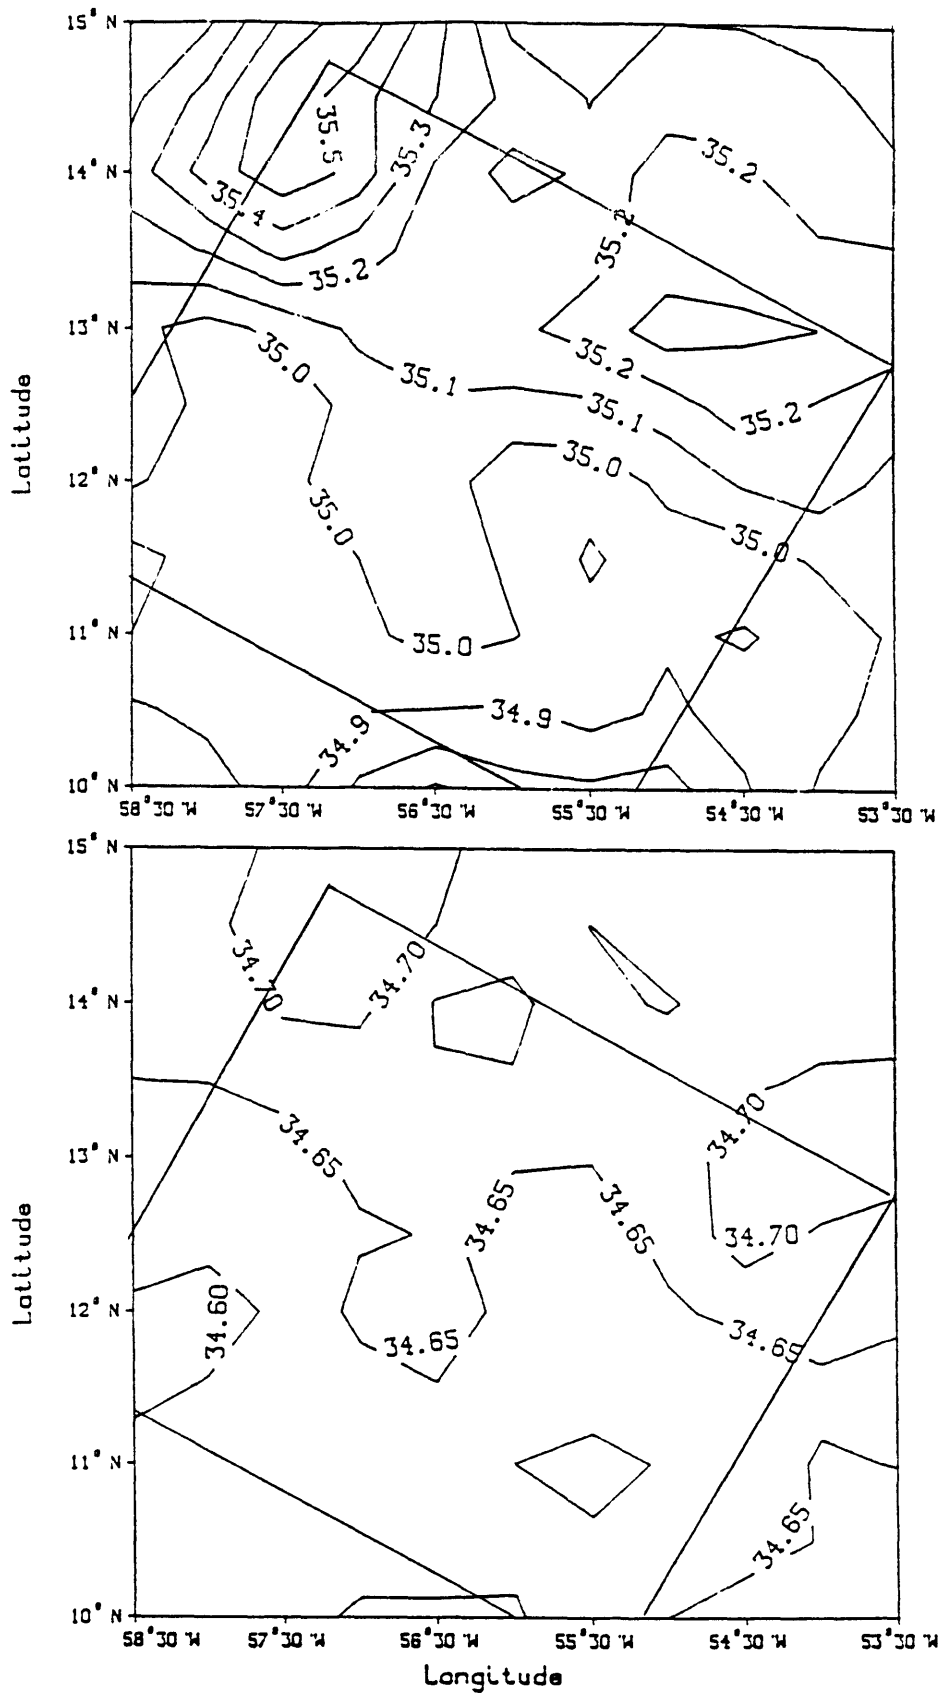 15° N
35.5
35.3
35.2
14° N
35.4
35.2
35.2
13° N
35.0
35.2
35.1
35.1
35.2
Latitude
12° N
35.0
35.0
35.0
11° N
35.0
34.9
34.9
10° N
58°30 'W
57°30 'W
56°30 'W
55°30 'W
54°30 'W
53°30 'W
15° N
34.70
34.70
14° N
34.70
34.65
13° N
34.65
34.65
34.70
Latitude
34.60
12° N
34.65
34.65
11° N
34.65
10° N
58°30 'W
57°30 'W
56°30 'W
55°30 'W
54°30 'W
53°30 'W
Longitude